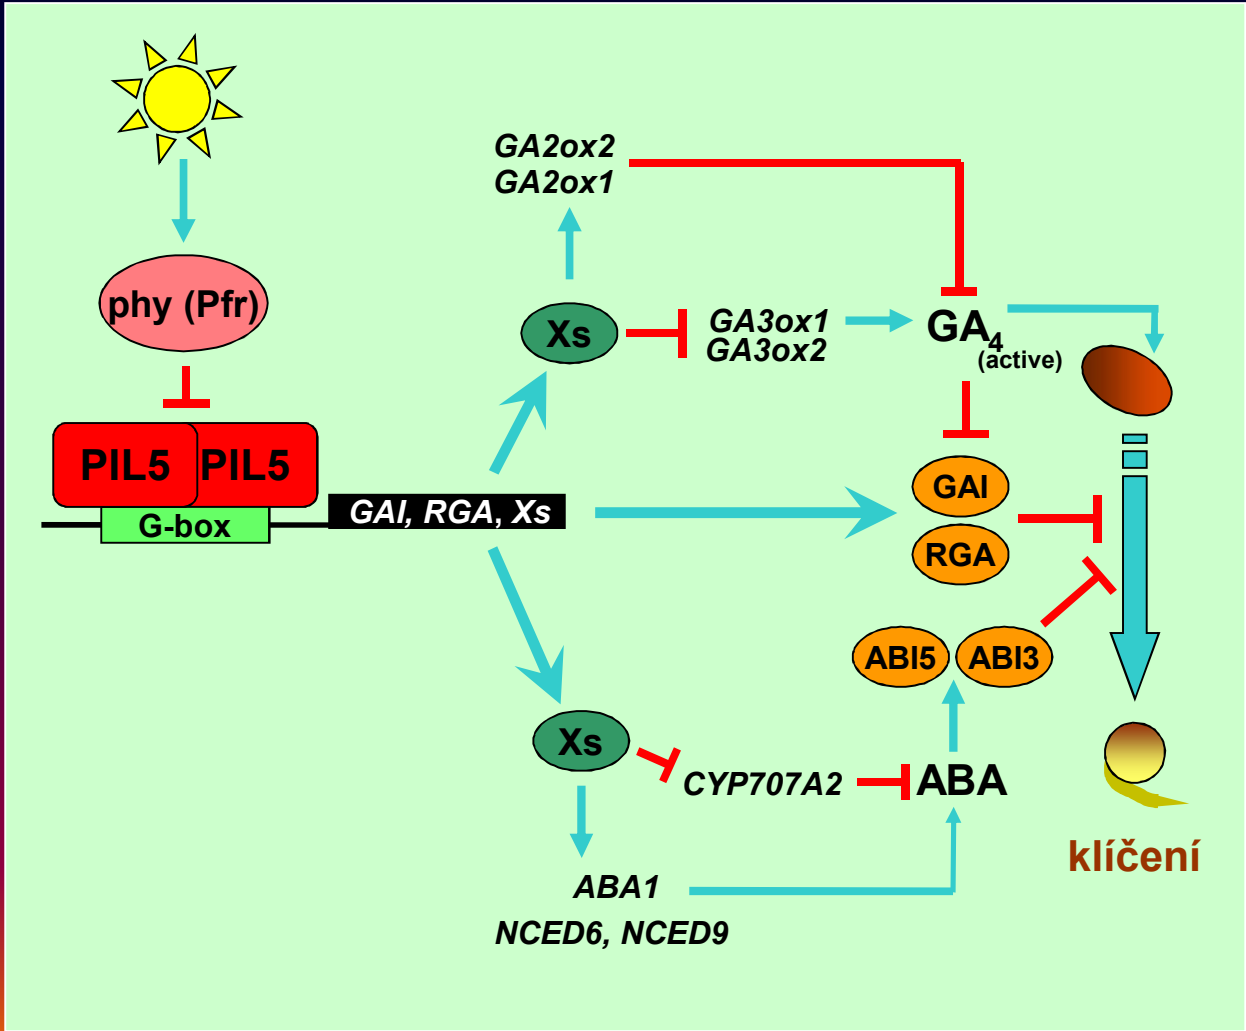 GA2ox2
GA2ox1
phy (Pfr)
Xs
GA3ox1
GA3ox2
GA4
(active)
PIL5 PIL5
G-box
GAI, RGA, Xs
GAI
RGA
ABI5 ABI3
Xs
CYP707A2
ABA
klíčení
ABA1
NCED6, NCED9